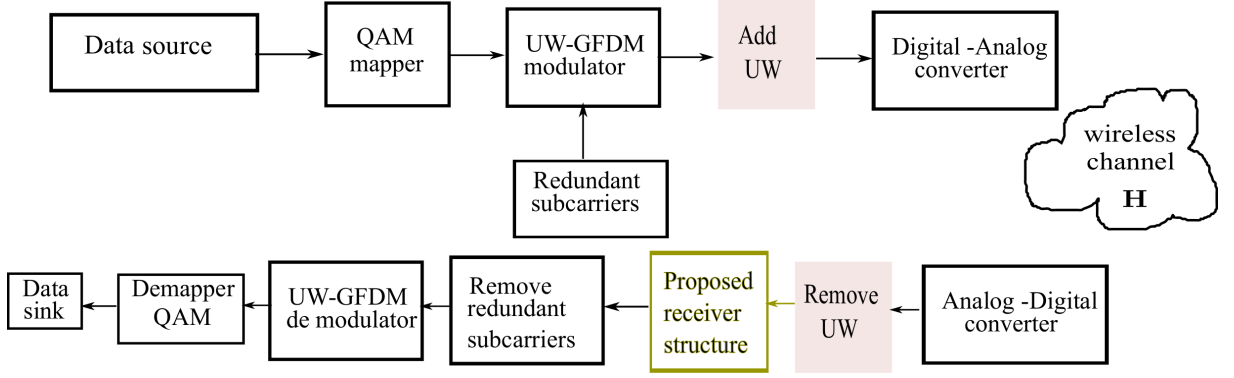 Data source
QAM
mapper
UW-GFDM
modulator
Add
UW
Digital -Analog
converter
Redundant
subcarriers
wireless
channel
H
Data
sink
Demapper
QAM
UW-GFDM
de modulator
Remove
redundant
subcarriers
Proposed
receiver
structure
Remove
UW
Analog -Digital
converter